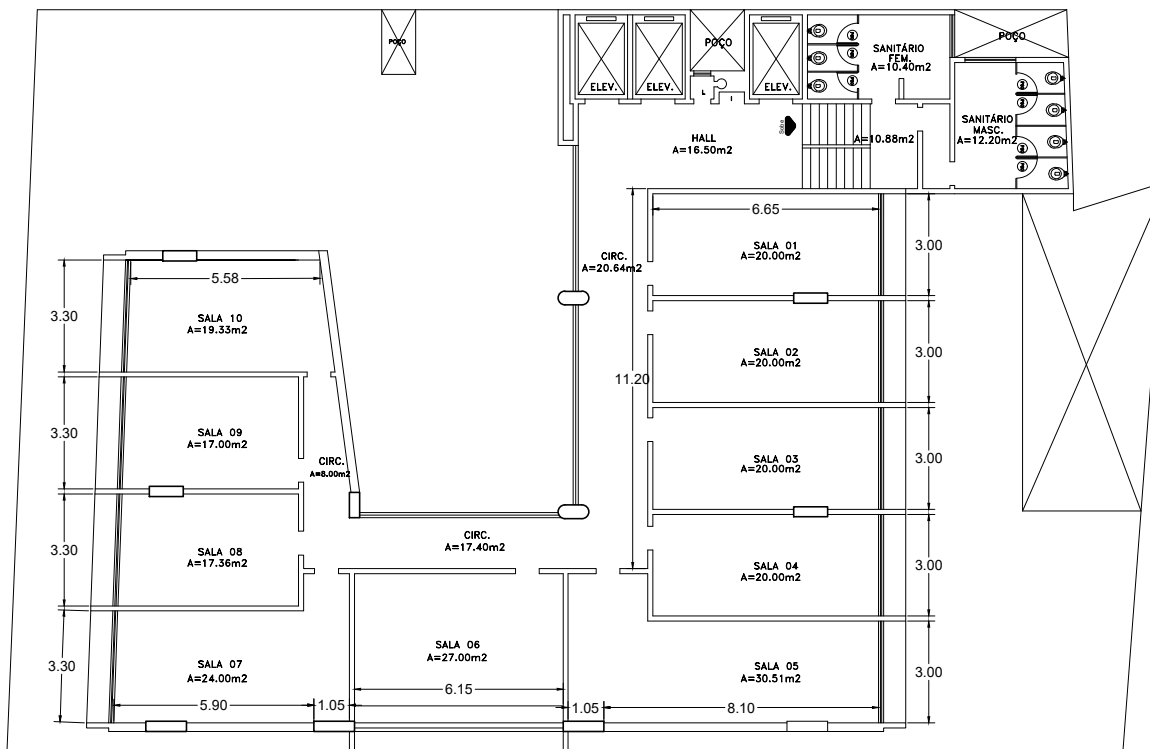 POÇO
ELEV.
ELEV.
POÇO
ELEV.
L
I
SANITÁRIO
FEM.
A=10.40m2
POÇO
SANITÁRIO
MASC.
A=12.20m2
HALL
A=16.50m2
Sobe
A=10.88m2
6.65
SALA 01
A=20.00m2
3.00
CIRC.
A=20.64m2
5.58
3.30
SALA 10
A=19.33m2
SALA 02
A=20.00m2
3.00
11.20
3.30
SALA 09
A=17.00m2
CIRC.
A=8.00m2
SALA 03
A=20.00m2
3.00
CIRC.
A=17.40m2
3.30
SALA 08
A=17.36m2
SALA 04
A=20.00m2
3.00
3.30
SALA 07
A=24.00m2
SALA 06
A=27.00m2
SALA 05
A=30.51m2
3.00
5.90
1.05
6.15
1.05
8.10